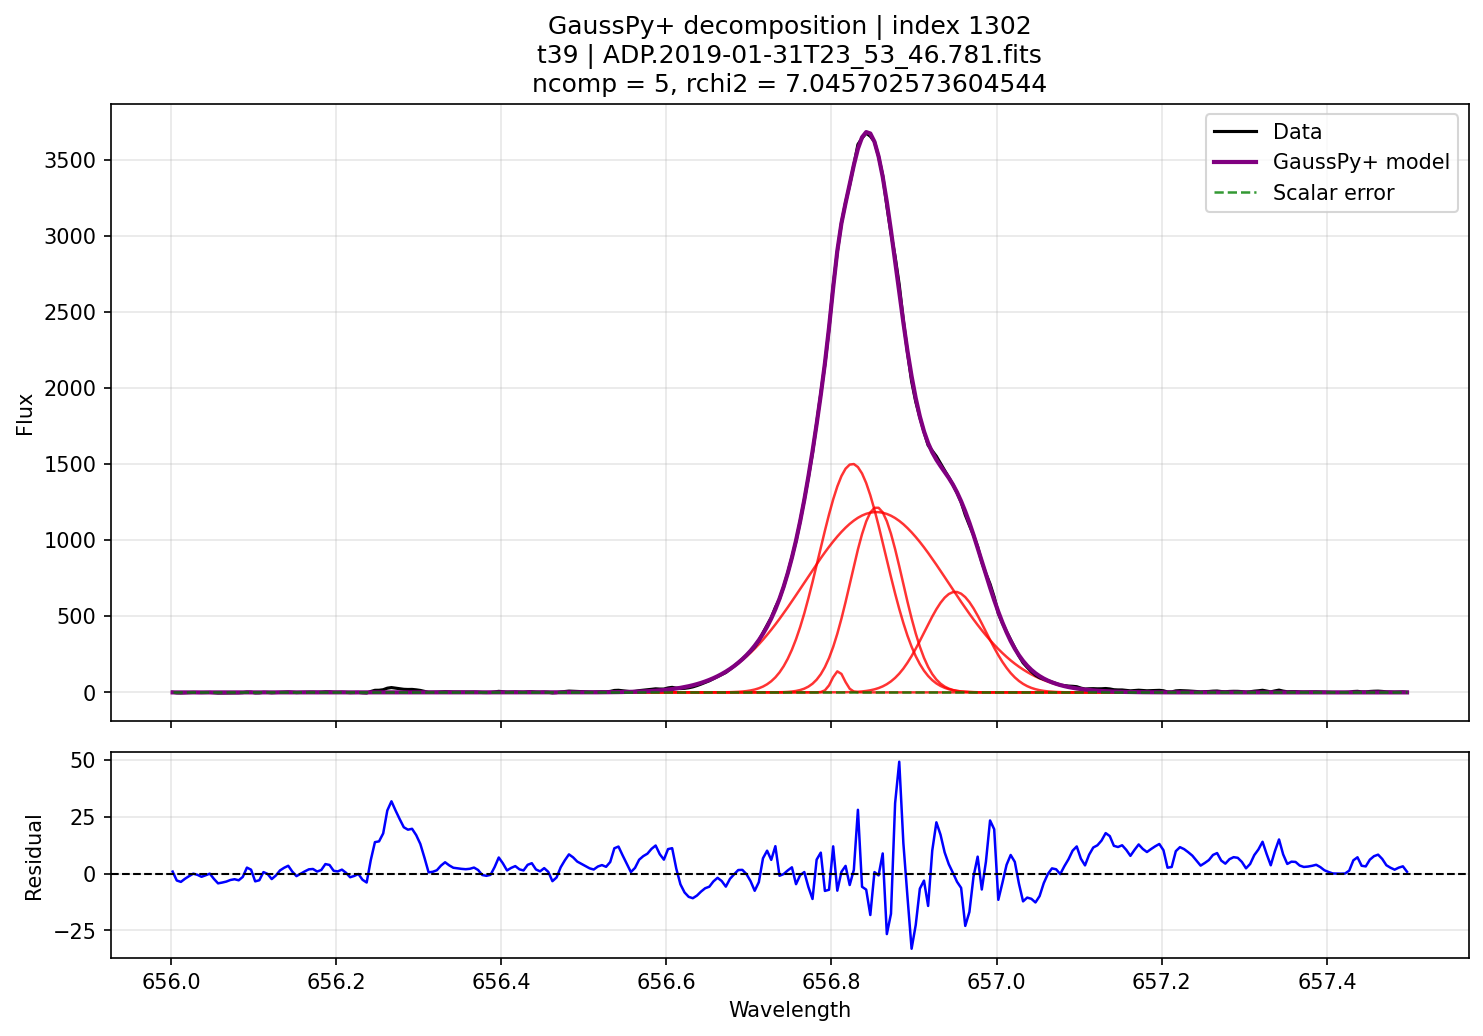 GaussPy+ decomposition | index 1302
t39 | ADP.2019-01-31T23_53_46.781.fits
ncomp = 5, rchi2 = 7.045702573604544
Data
GaussPy+ model
Scalar error
3500
3000
2500
2000
1500
1000
500
0
Flux
50
25
0
−25
Residual
656.0
656.2
656.4
656.6
656.8
657.0
657.2
657.4
Wavelength